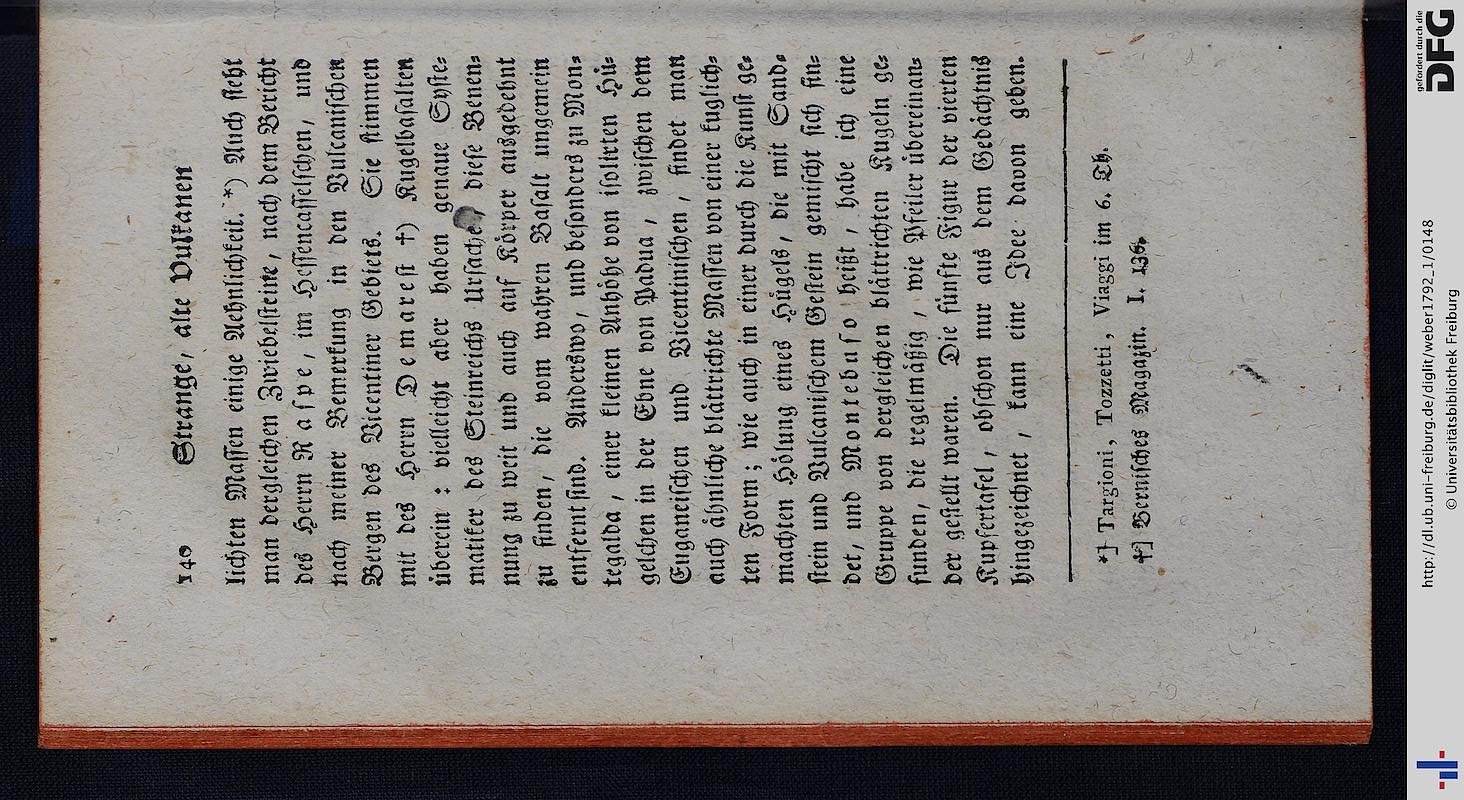 140 Strange, alte Vulkanen
lichten Massen einige Aehnlichkeit. *) Auch sieht
man dergleichen Zwiebelsteine, nach dem Bericht
des Herrn Raspe, im Hessencasselschen, und
nach meiner Bemerkung in den Vulcanischen
Bergen des Vicentiner Gebiets. Sie stimmen
mit des Herrn Demarest †) Kugelbasalten
überein: vielleicht aber haben genaue Syste-
matiker des Steinreichs Ursache, diese Benen-
nung zu weit und auch auf Körper ausgedehnt
zu finden, die vom wahren Basalt ungemein
entfernt sind. Anderswo, und besonders zu Mon-
tegalda, einer kleinen Anhöhe von isolirten Hü-
gelchen in der Ebne von Padua, zwischen dem
Euganeischen und Vicentinischen, findet man
auch ähnliche blättrichte Massen von einer kuglich-
ten Form; wie auch in einer durch die Kunst ge-
machten Hölung eines Hügels, die mit Sand-
stein und Vulcanischem Gestein gemischt sich fin-
det, und Montebuso heißt, habe ich eine
Gruppe von dergleichen blättrichten Kugeln ge-
funden, die regelmäßig, wie Pfeiler übereinan-
der gestellt waren. Die fünfte Figur der vierten
Kupfertafel, obschon nur aus dem Gedächtniß
hingezeichnet, kann eine Idee davon geben.
*] Targioni, Tozzetti, Viaggi im 6. Th.
†] Bernisches Magazin. I. 136.
http://dl.ub.uni-freiburg.de/diglit/weber1792_1/0148
© Universitätsbibliothek Freiburg
gefördert durch die
DFG